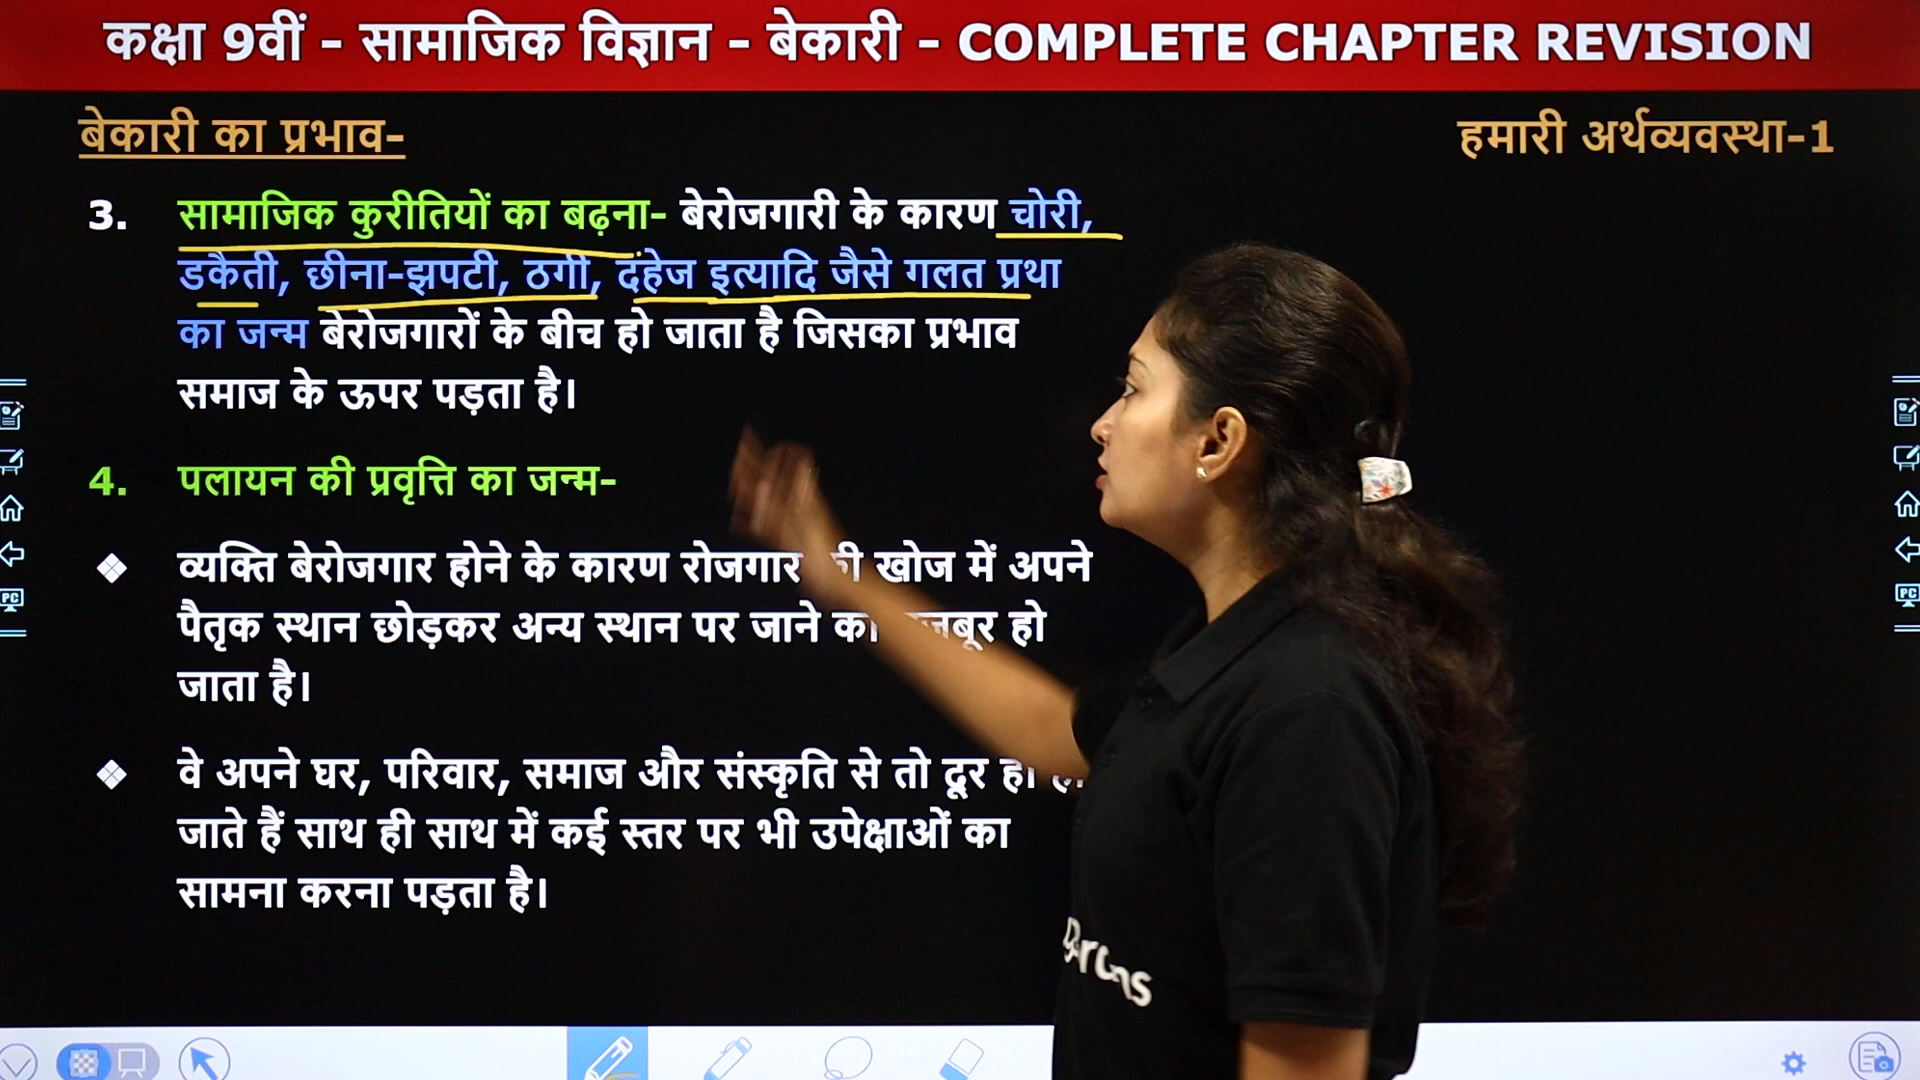 कक्षा 9वीं - सामाजिक विज्ञान - बेकारी - COMPLETE CHAPTER REVISION
बेकारी का प्रभाव-
हमारी अर्थव्यवस्था-1
3. सामाजिक कुरीतियों का बढ़ना- बेरोजगारी के कारण चोरी,
डकैती, छीना-झपटी, ठगी, दहेज इत्यादि जैसे गलत प्रथा
का जन्म बेरोजगारों के बीच हो जाता है जिसका प्रभाव
समाज के ऊपर पड़ता है।
4. पलायन की प्रवृत्ति का जन्म-
व्यक्ति बेरोजगार होने के कारण रोजगार खोज में अपने
पैतृक स्थान छोड़कर अन्य स्थान पर जाने हो
जाता है।
वे अपने घर, परिवार, समाज और संस्कृति से तो दूर
जाते हैं साथ ही साथ में कई स्तर पर भी उपेक्षाओं का
सामना करना पड़ता है।
PC
PC